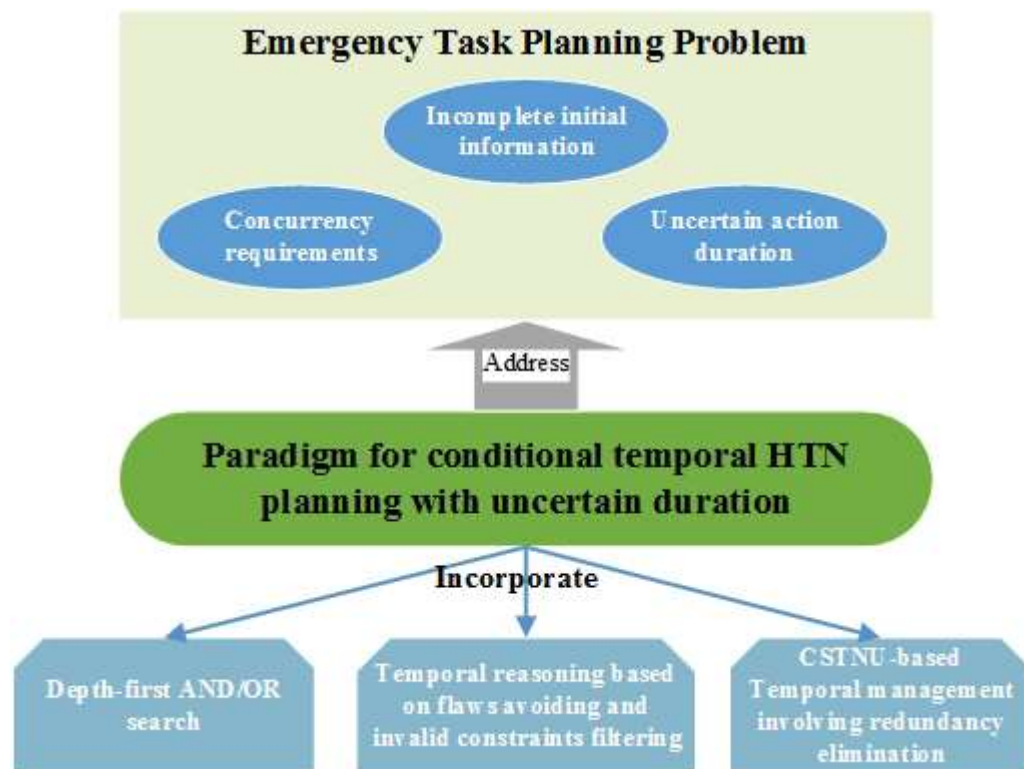 Emergency Task Planning Problem
Incomplete initial
information
Concurrency
requirements
Uncertain action
duration
Address
Paradigm for conditional temporal HTN
planning with uncertain duration
Incorporate
Depth-first AND/OR
search
Temporal reasoning based
on flaws avoiding and
invalid constraints filtering
CSTNU-based
Temporal management
involving redundancy
elimination